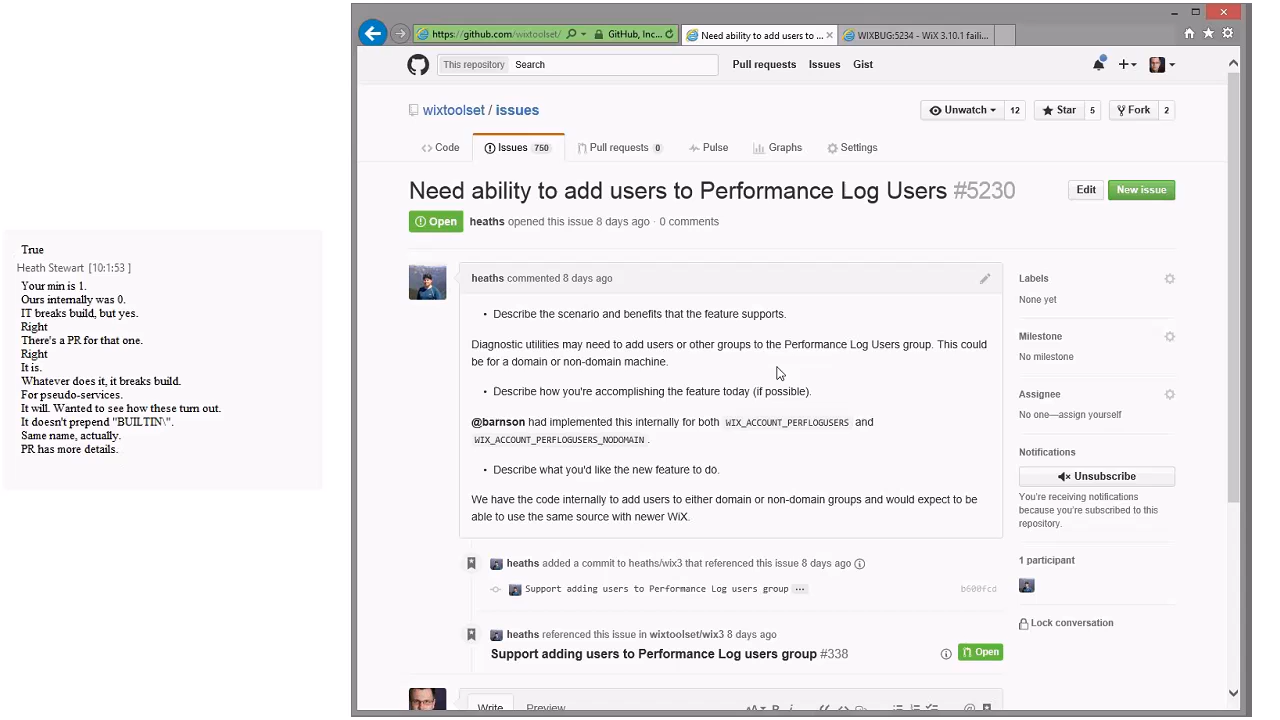 True
Heath Stewart [10:1:53 ]
Your min is 1.
Ours internally was 0.
IT breaks build, but yes.
Right
There's a PR for that one.
Right
It is.
Whatever does it, it breaks build.
For pseudo-services.
It will. Wanted to see how these turn out.
It doesn't prepend "BUILTIN\".
Same name, actually.
PR has more details.
https://github.com/wixtoolset/
GitHub, Inc...
Need ability to add users to ...
WIXBUG:5234 - WiX 3.10.1 faili...
This repository Search
Pull requests Issues Gist
wixtoolset / issues
Unwatch 12 Star 5 Fork 2
Code Issues 750 Pull requests 0 Pulse Graphs Settings
Need ability to add users to Performance Log Users #5230
Edit New issue
Open heaths opened this issue 8 days ago · 0 comments
heaths commented 8 days ago
• Describe the scenario and benefits that the feature supports.
Diagnostic utilities may need to add users or other groups to the Performance Log Users group. This could
be for a domain or non-domain machine.
• Describe how you're accomplishing the feature today (if possible).
@barnson had implemented this internally for both WIX_ACCOUNT_PERFLOGUSERS and
WIX_ACCOUNT_PERFLOGUSERS_NODOMAIN .
• Describe what you'd like the new feature to do.
We have the code internally to add users to either domain or non-domain groups and would expect to be
able to use the same source with newer WiX.
heaths added a commit to heaths/wix3 that referenced this issue 8 days ago
Support adding users to Performance Log users group ... b600fcd
heaths referenced this issue in wixtoolset/wix3 8 days ago
Support adding users to Performance Log users group #338
Open
Write Preview
Labels
None yet
Milestone
No milestone
Assignee
No one—assign yourself
Notifications
Unsubscribe
You're receiving notifications
because you're subscribed to this
repository.
1 participant
Lock conversation